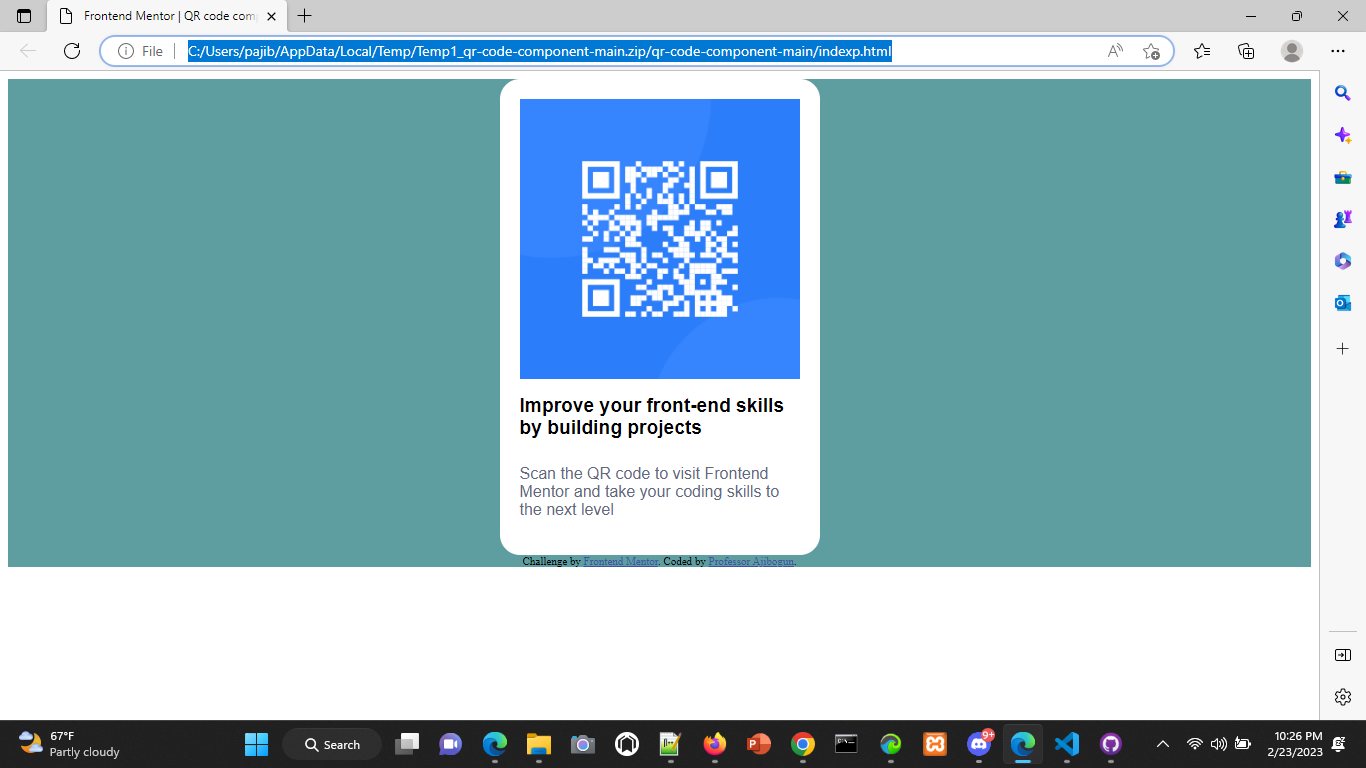 Frontend Mentor | QR code com
File
C:/Users/pajib/AppData/Local/Temp/Temp1_qr-code-component-main.zip/qr-code-component-main/indexp.html
Improve your front-end skills
by building projects
Scan the QR code to visit Frontend
Mentor and take your coding skills to
the next level
Challenge by Frontend Mentor. Coded by Professor Ajibogun.
67°F
Partly cloudy
Search
9+
10:26 PM
2/23/2023